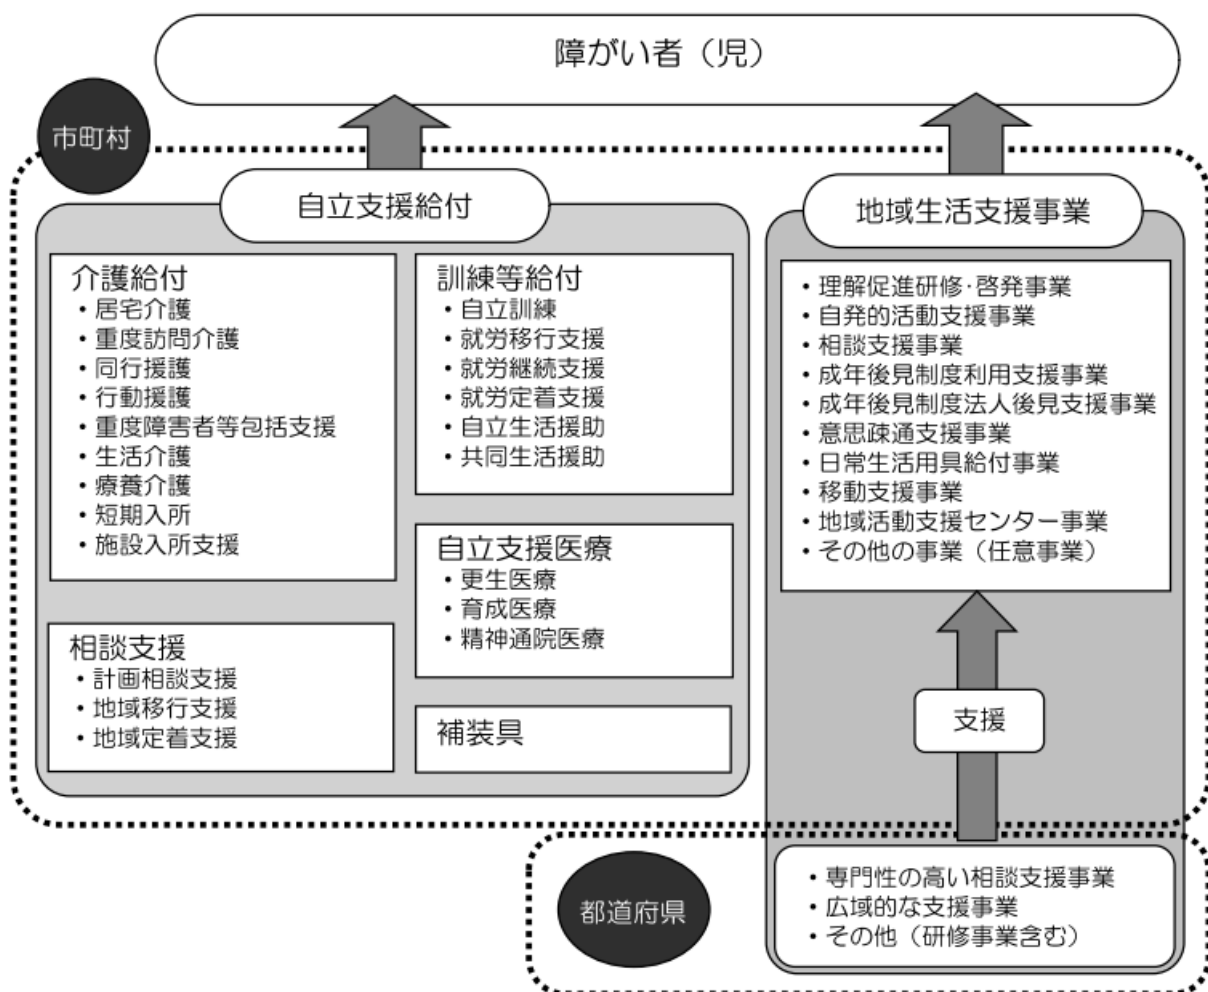 障がい者（児）
市町村
自立支援給付
介護給付
・居宅介護
・重度訪問介護
・同行援護
・行動援護
・重度障害者等包括支援
・生活介護
・療養介護
・短期入所
・施設入所支援
相談支援
・計画相談支援
・地域移行支援
・地域定着支援
訓練等給付
・自立訓練
・就労移行支援
・就労継続支援
・就労定着支援
・自立生活援助
・共同生活援助
自立支援医療
・更生医療
・育成医療
・精神通院医療
補装具
地域生活支援事業
・理解促進研修・啓発事業
・自発的活動支援事業
・相談支援事業
・成年後見制度利用支援事業
・成年後見制度法人後見支援事業
・意思疎通支援事業
・日常生活用具給付事業
・移動支援事業
・地域活動支援センター事業
・その他の事業（任意事業）
支援
都道府県
・専門性の高い相談支援事業
・広域的な支援事業
・その他（研修事業含む）